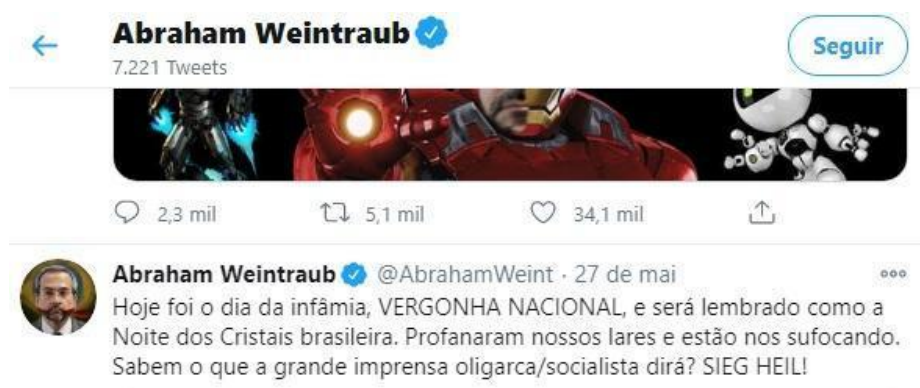 Abraham Weintraub
Seguir
7.221 Tweets
2,3 mil 5,1 mil 34,1 mil
Abraham Weintraub @AbrahamWeint · 27 de mai
Hoje foi o dia da infâmia, VERGONHA NACIONAL, e será lembrado como a
Noite dos Cristais brasileira. Profanaram nossos lares e estão nos sufocando.
Sabem o que a grande imprensa oligarca/socialista dirá? SIEG HEIL!